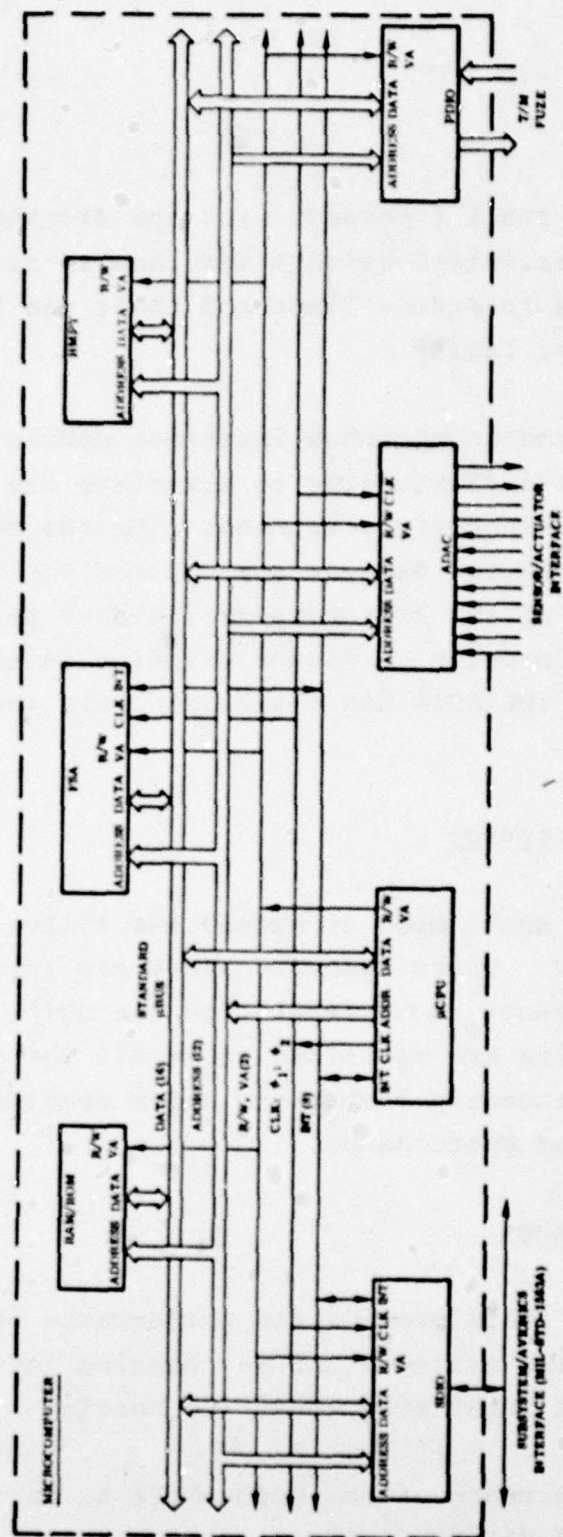 MICROCOMPUTER
RAM/ROM
ADDRESS DATA R/W
VA
ADDRESS DATA R/W CLK INT
VA
HMPY
ADDRESS DATA R/W
VA
STANDARD
μBUS
DATA (16)
ADDRESS (12)
R/W, VA(2)
CLK, φ1, φ2
INT (8)
ADDRESS DATA R/W CLK INT
VA
SDIO
INT CLK ADDR DATA R/W
VA
μCPU
ADDRESS DATA R/W CLK
VA
ADAC
ADDRESS DATA R/W
VA
PDIO
SUBSYSTEM/AVIONICS
INTERFACE (MIL-STD-1553A)
SENSOR/ACTUATOR
INTERFACE
T/M
FUZE